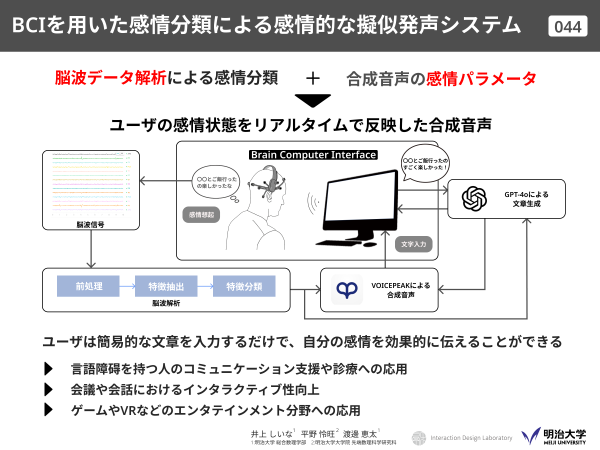 BCIを用いた感情分類による感情的な擬似発声システム
044
脳波データ解析による感情分類
＋
合成音声の感情パラメータ
ユーザの感情状態をリアルタイムで反映した合成音声
Brain Computer Interface
〇〇とご飯行った
の楽しかったな
〇〇とご飯行ったの
すごく楽しかった！
感情想起
文字入力
脳波信号
GPT-4oによる
文章生成
前処理
特徴抽出
特徴分類
脳波解析
VOICEPEAKによる
合成音声
ユーザは簡易的な文章を入力するだけで、自分の感情を効果的に伝えることができる
言語障碍を持つ人のコミュニケーション支援や診療への応用
会議や会話におけるインタラクティブ性向上
ゲームやVRなどのエンタテインメント分野への応用
井上 しいな1 平野 怜旺2 渡邊 恵太1
1:明治大学 総合数理学部 2:明治大学大学院 先端数理科学研究科
Interaction Design Laboratory
明治大学
MEIJI UNIVERSITY